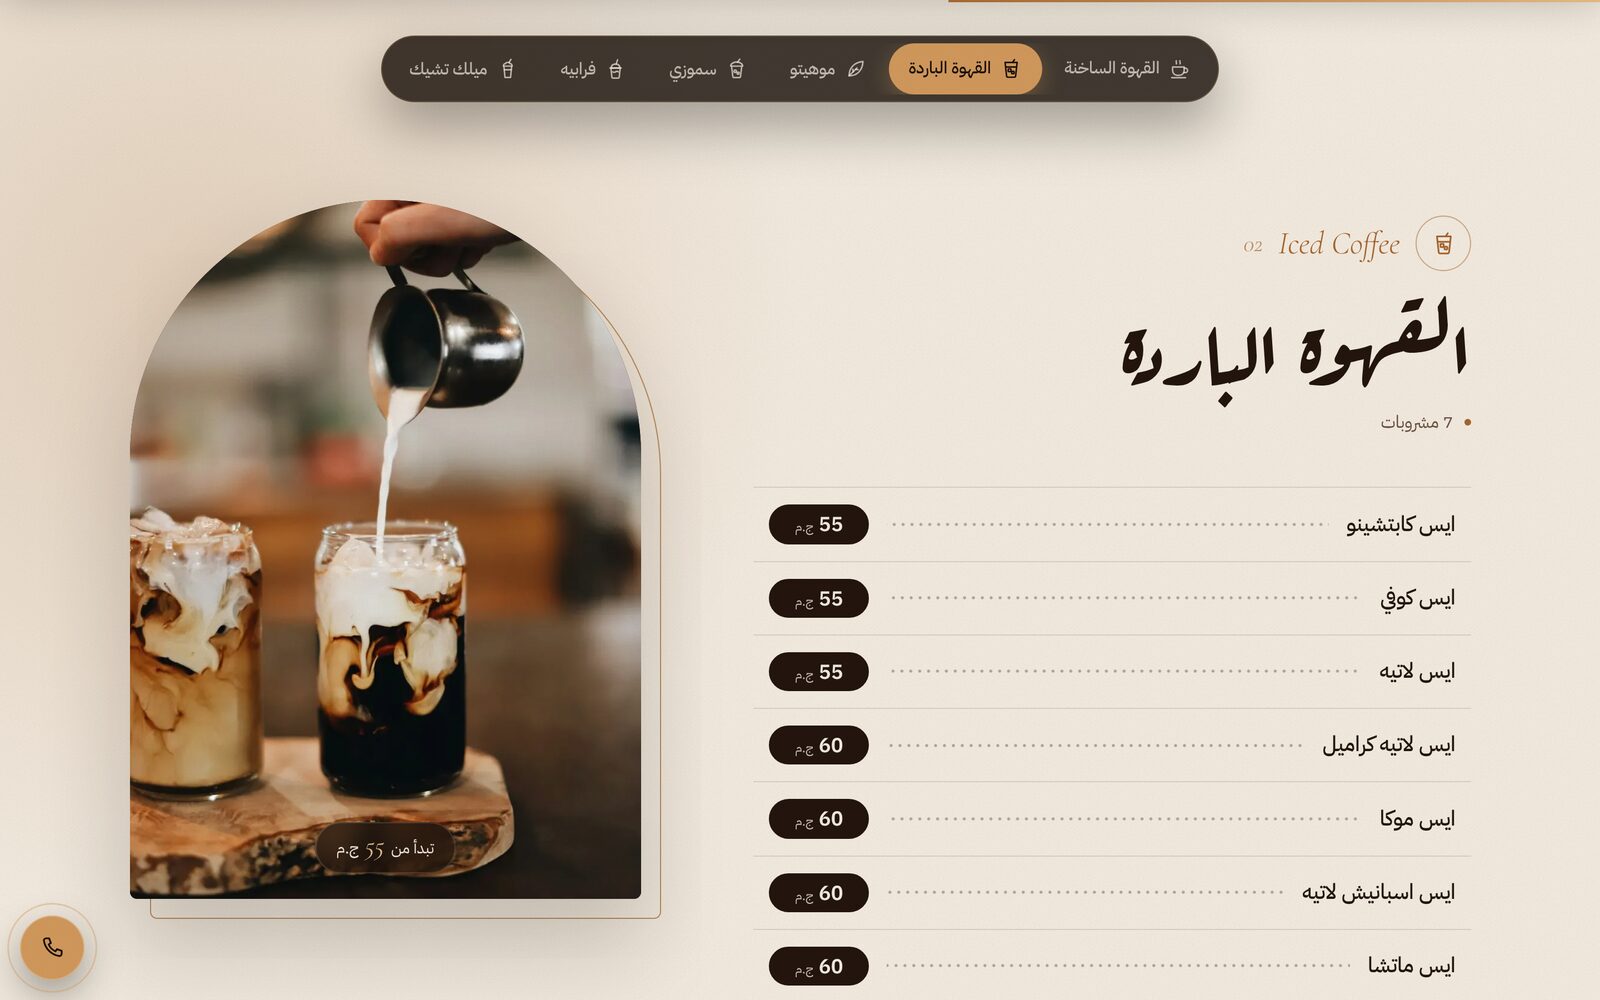 القهوة الساخنة
القهوة الباردة
موهيتو
سموزي
فرابيه
ميلك تشيك
Iced Coffee 02
القهوة الباردة
7 مشروبات
ايس كابتشينو 55 ج.م
ايس كوفي 55 ج.م
ايس لاتيه 55 ج.م
ايس لاتيه كراميل 60 ج.م
ايس موكا 60 ج.م
ايس اسبانيش لاتيه 60 ج.م
ايس ماتشا 60 ج.م
تبدأ من 55 ج.م